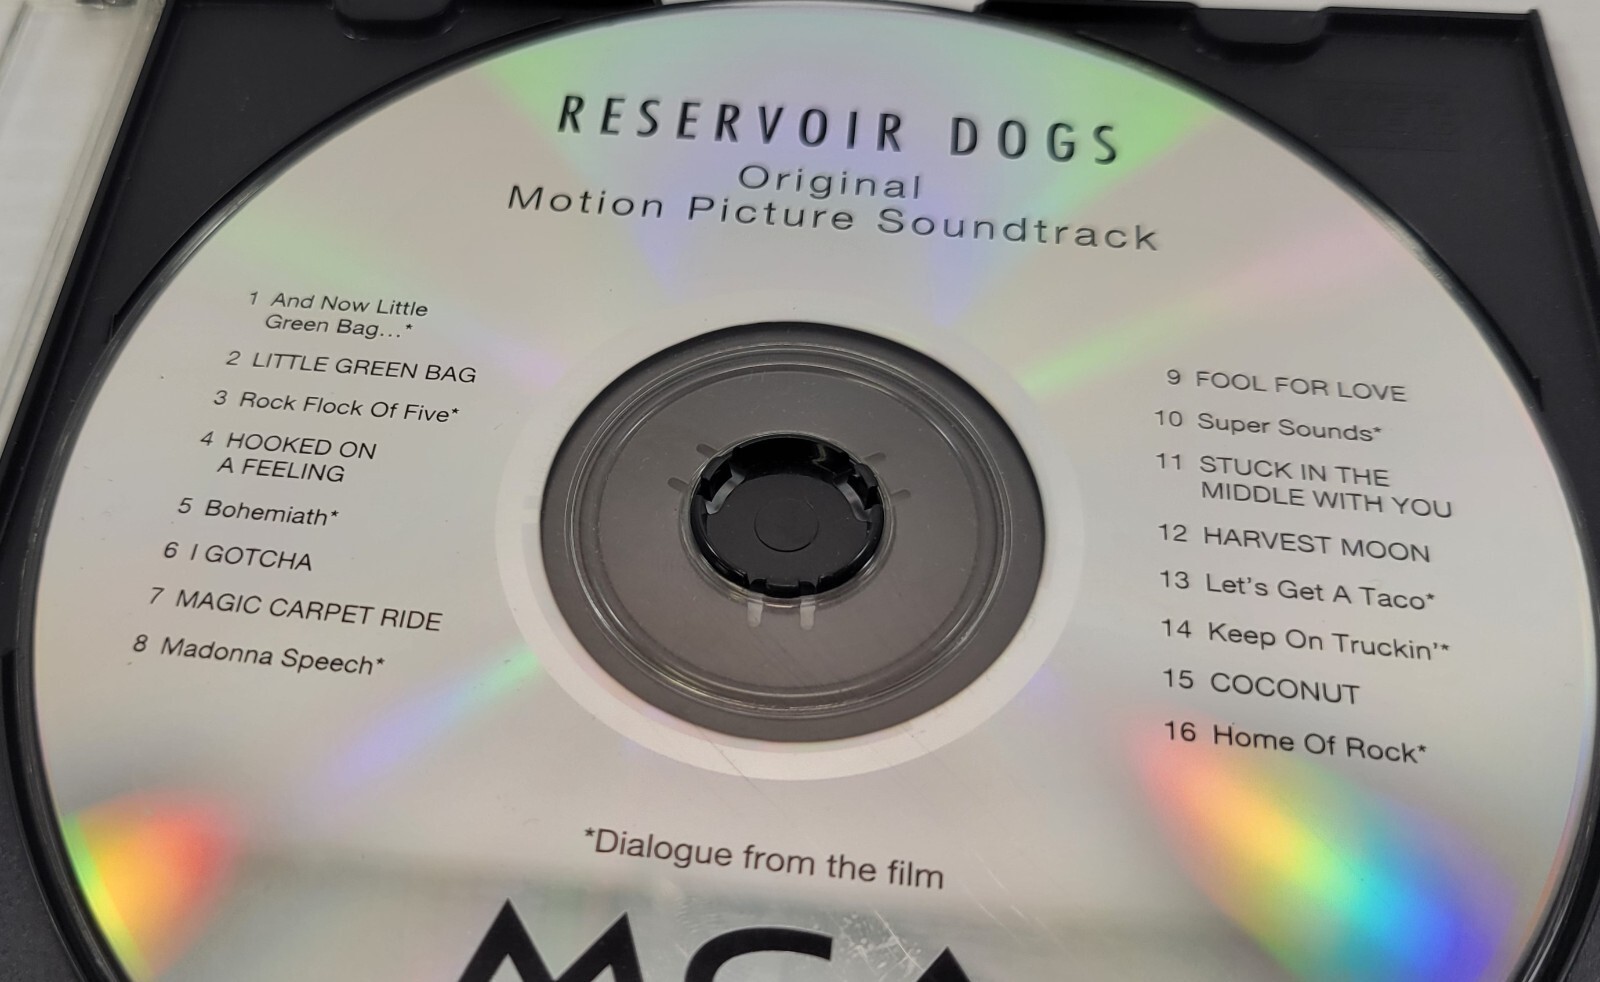 RESERVOIR DOGS
Original
Motion Picture Soundtrack
1 And Now Little
Green Bag...*
2 LITTLE GREEN BAG
3 Rock Flock Of Five*
4 HOOKED ON
A FEELING
5 Bohemiath*
6 I GOTCHA
7 MAGIC CARPET RIDE
8 Madonna Speech*
9 FOOL FOR LOVE
10 Super Sounds*
11 STUCK IN THE
MIDDLE WITH YOU
12 HARVEST MOON
13 Let's Get A Taco*
14 Keep On Truckin'*
15 COCONUT
16 Home Of Rock*
*Dialogue from the film
MCA